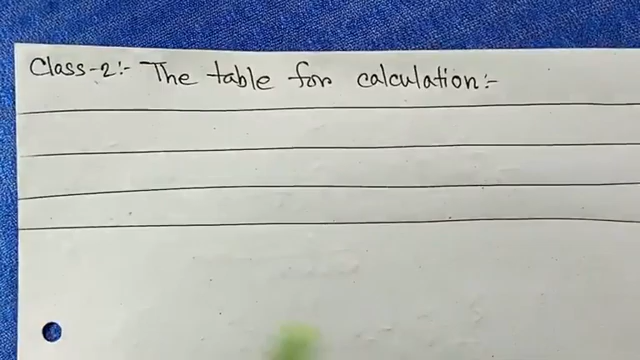 Class-2:- The table for calculation:-